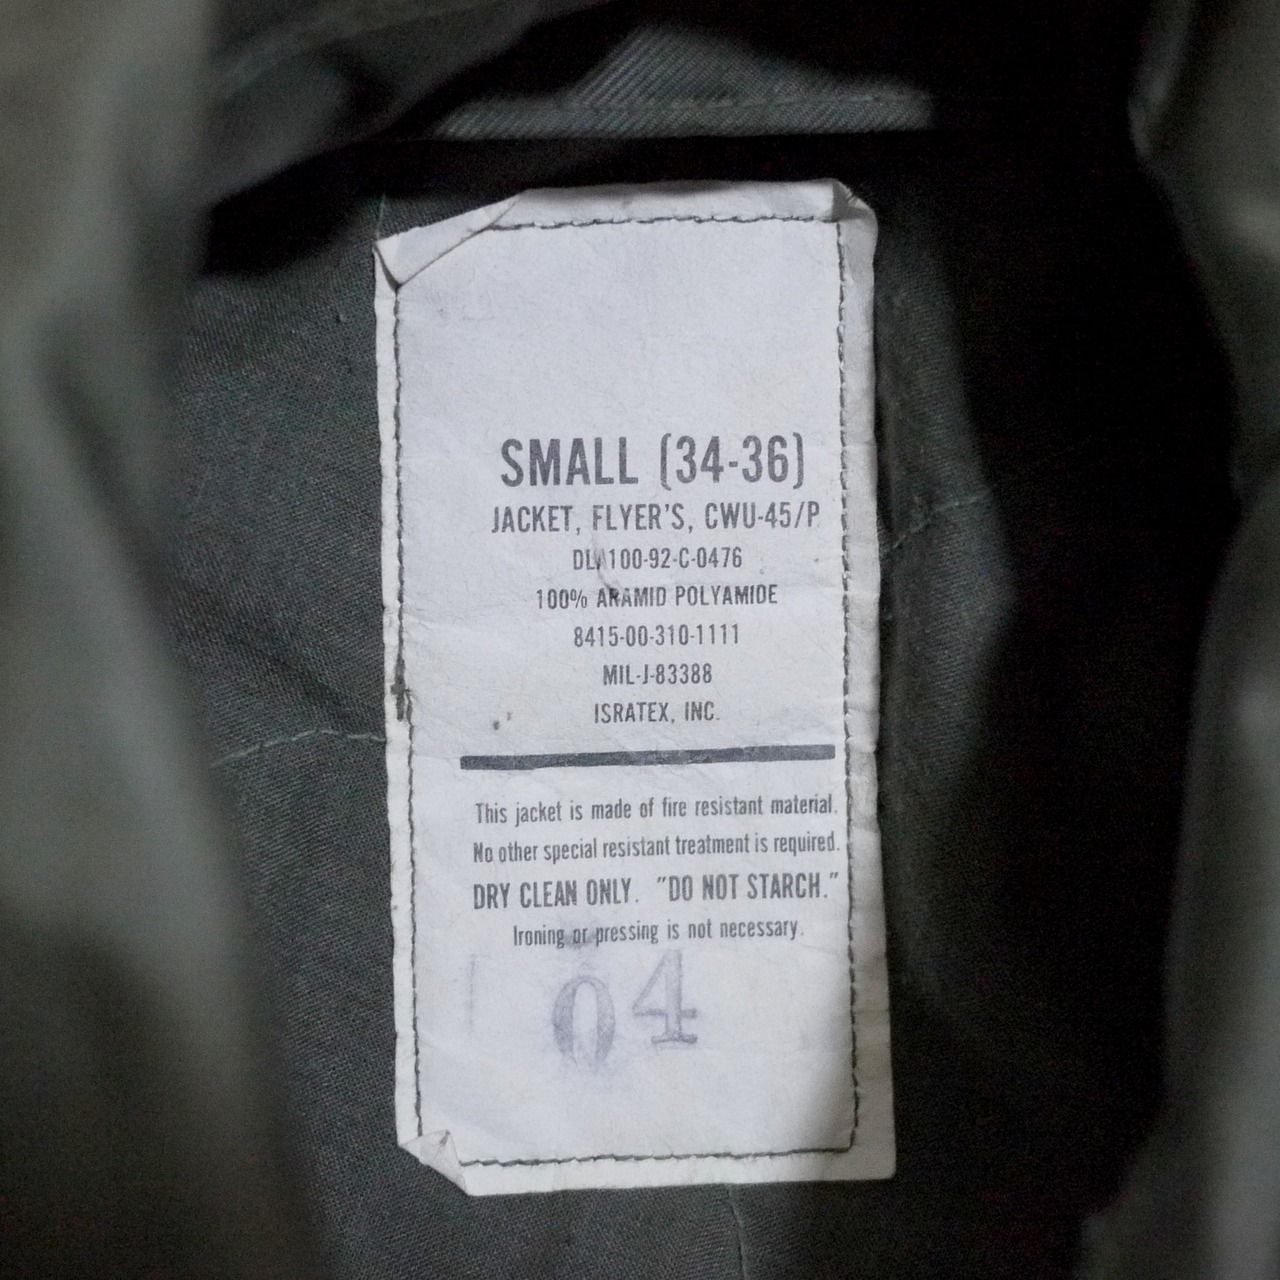 SMALL (34-36)
JACKET, FLYER'S, CWU-45/P
DLA100-92-C-0476
100% ARAMID POLYAMIDE
8415-00-310-1111
MIL-J-83388
ISRATEX, INC.
This jacket is made of fire resistant material.
No other special resistant treatment is required.
DRY CLEAN ONLY. "DO NOT STARCH."
Ironing or pressing is not necessary.
04